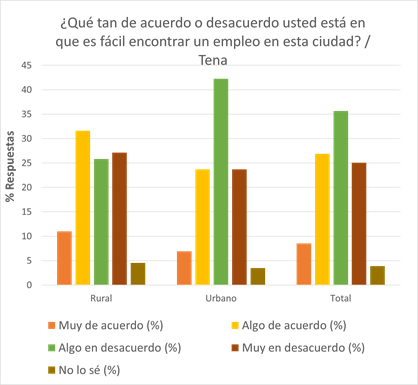 ¿Qué tan de acuerdo o desacuerdo usted está en
que es fácil encontrar un empleo en esta ciudad? /
Tena
% Respuestas
45
40
35
30
25
20
15
10
5
0
Rural Urbano Total
Muy de acuerdo (%) Algo de acuerdo (%)
Algo en desacuerdo (%) Muy en desacuerdo (%)
No lo sé (%)